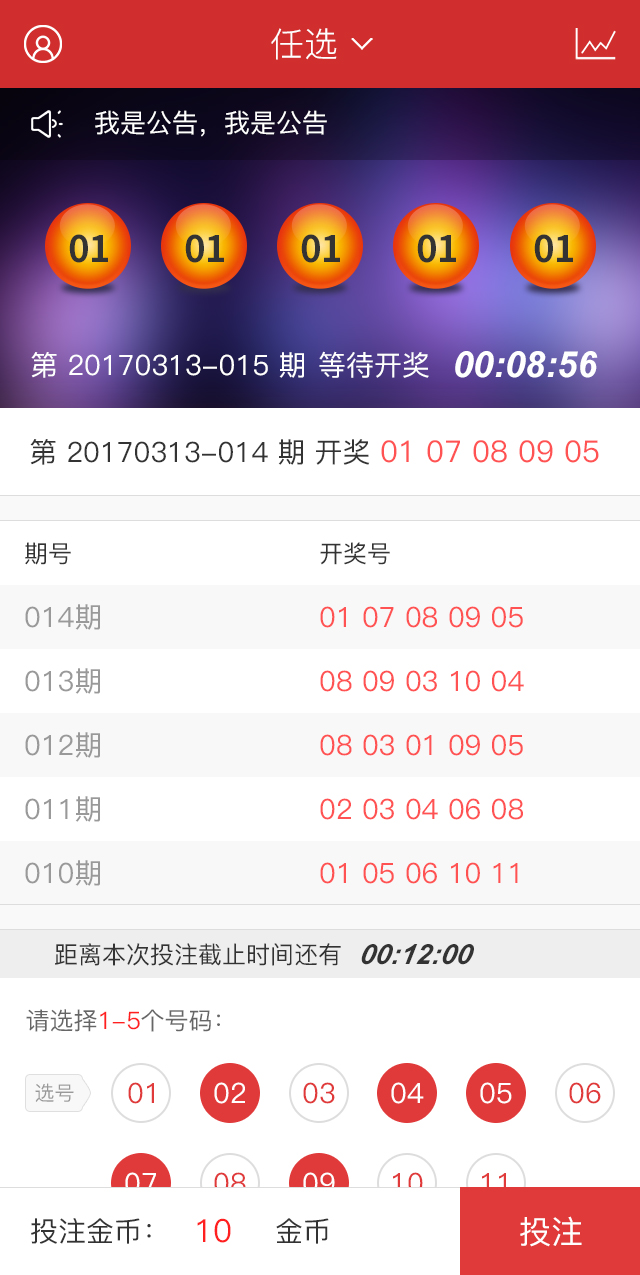 任选
我是公告，我是公告
01 01 01 01 01
第 20170313-015 期 等待开奖 00:08:56
第 20170313-014 期 开奖 01 07 08 09 05
期号 开奖号
014期 01 07 08 09 05
013期 08 09 03 10 04
012期 08 03 01 09 05
011期 02 03 04 06 08
010期 01 05 06 10 11
距离本次投注截止时间还有 00:12:00
请选择1-5个号码：
选号 01 02 03 04 05 06
07 08 09 10 11
投注金币： 10 金币 投注